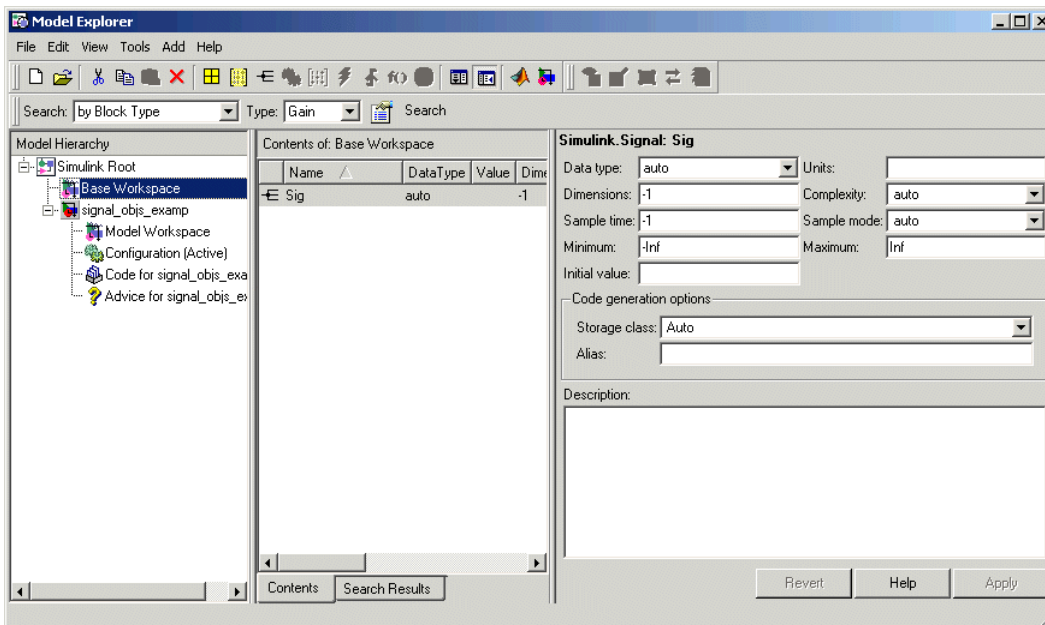 Model Explorer
File Edit View Tools Add Help
f()
Search: by Block Type Type: Gain Search
Model Hierarchy
Simulink Root
Base Workspace
signal_objs_examp
Model Workspace
Configuration (Active)
Code for signal_objs_exa
Advice for signal_objs_ex
Contents of: Base Workspace
Name DataType Value Dime
Sig auto -1
Contents Search Results
Simulink.Signal: Sig
Data type: auto Units:
Dimensions: -1 Complexity: auto
Sample time: -1 Sample mode: auto
Minimum: -Inf Maximum: Inf
Initial value:
Code generation options
Storage class: Auto
Alias:
Description:
Revert Help Apply